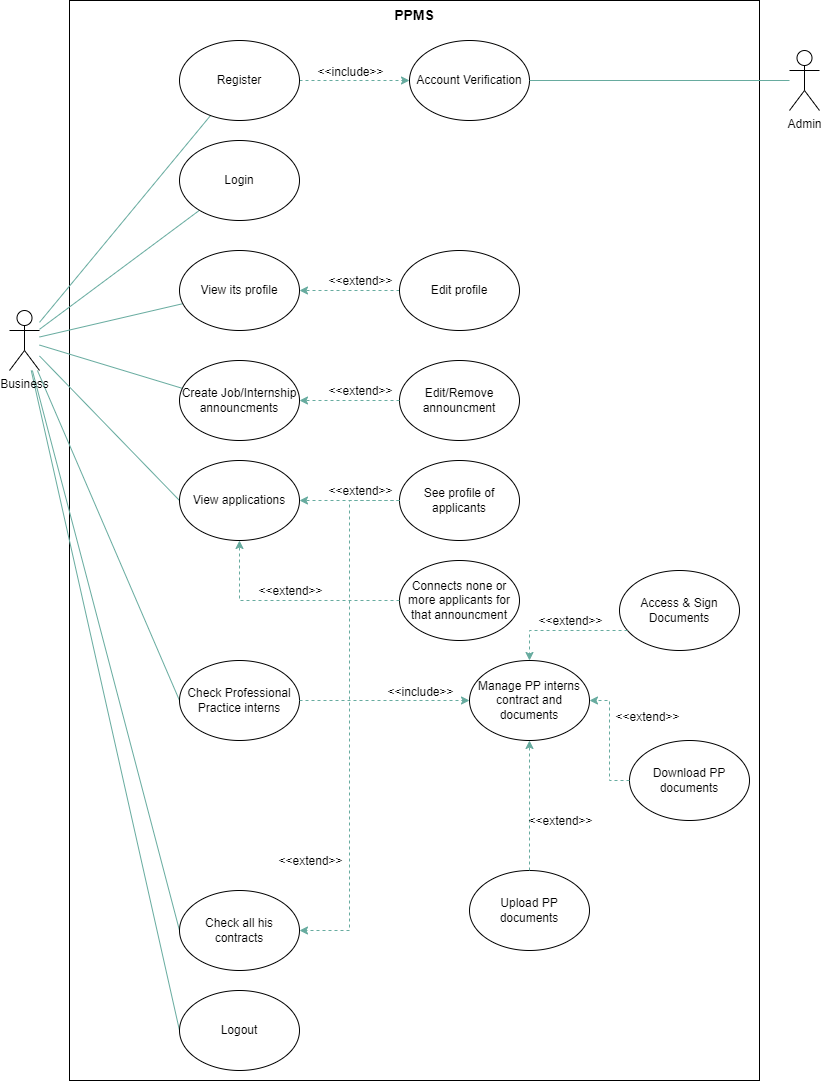 PPMS
Register
<<include>>
Account Verification
Admin
Login
View its profile
<<extend>>
Edit profile
Business
Create Job/Internship
announcments
<<extend>>
Edit/Remove
announcment
View applications
<<extend>>
See profile of
applicants
<<extend>>
Connects none or
more applicants for
that announcment
Access & Sign
Documents
<<extend>>
Check Professional
Practice interns
<<include>>
Manage PP interns
contract and
documents
<<extend>>
Download PP
documents
<<extend>>
<<extend>>
Upload PP
documents
Check all his
contracts
Logout